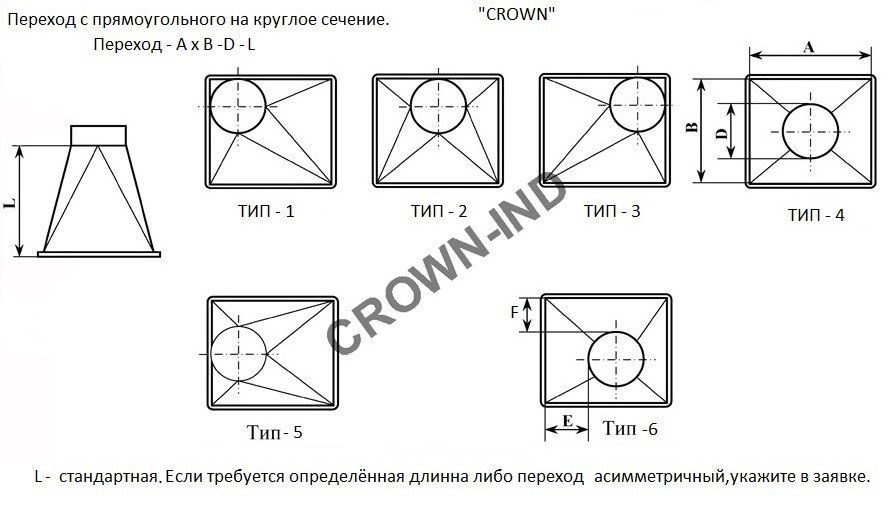 Переход с прямоугольного на круглое сечение.
"CROWN"
Переход - A x B -D - L
A
B
D
L
ТИП - 1
ТИП - 2
ТИП - 3
ТИП - 4
CROWN-IND
F
E
Тип - 5
Тип -6
L - стандартная. Если требуется определённая длинна либо переход асимметричный,укажите в заявке.